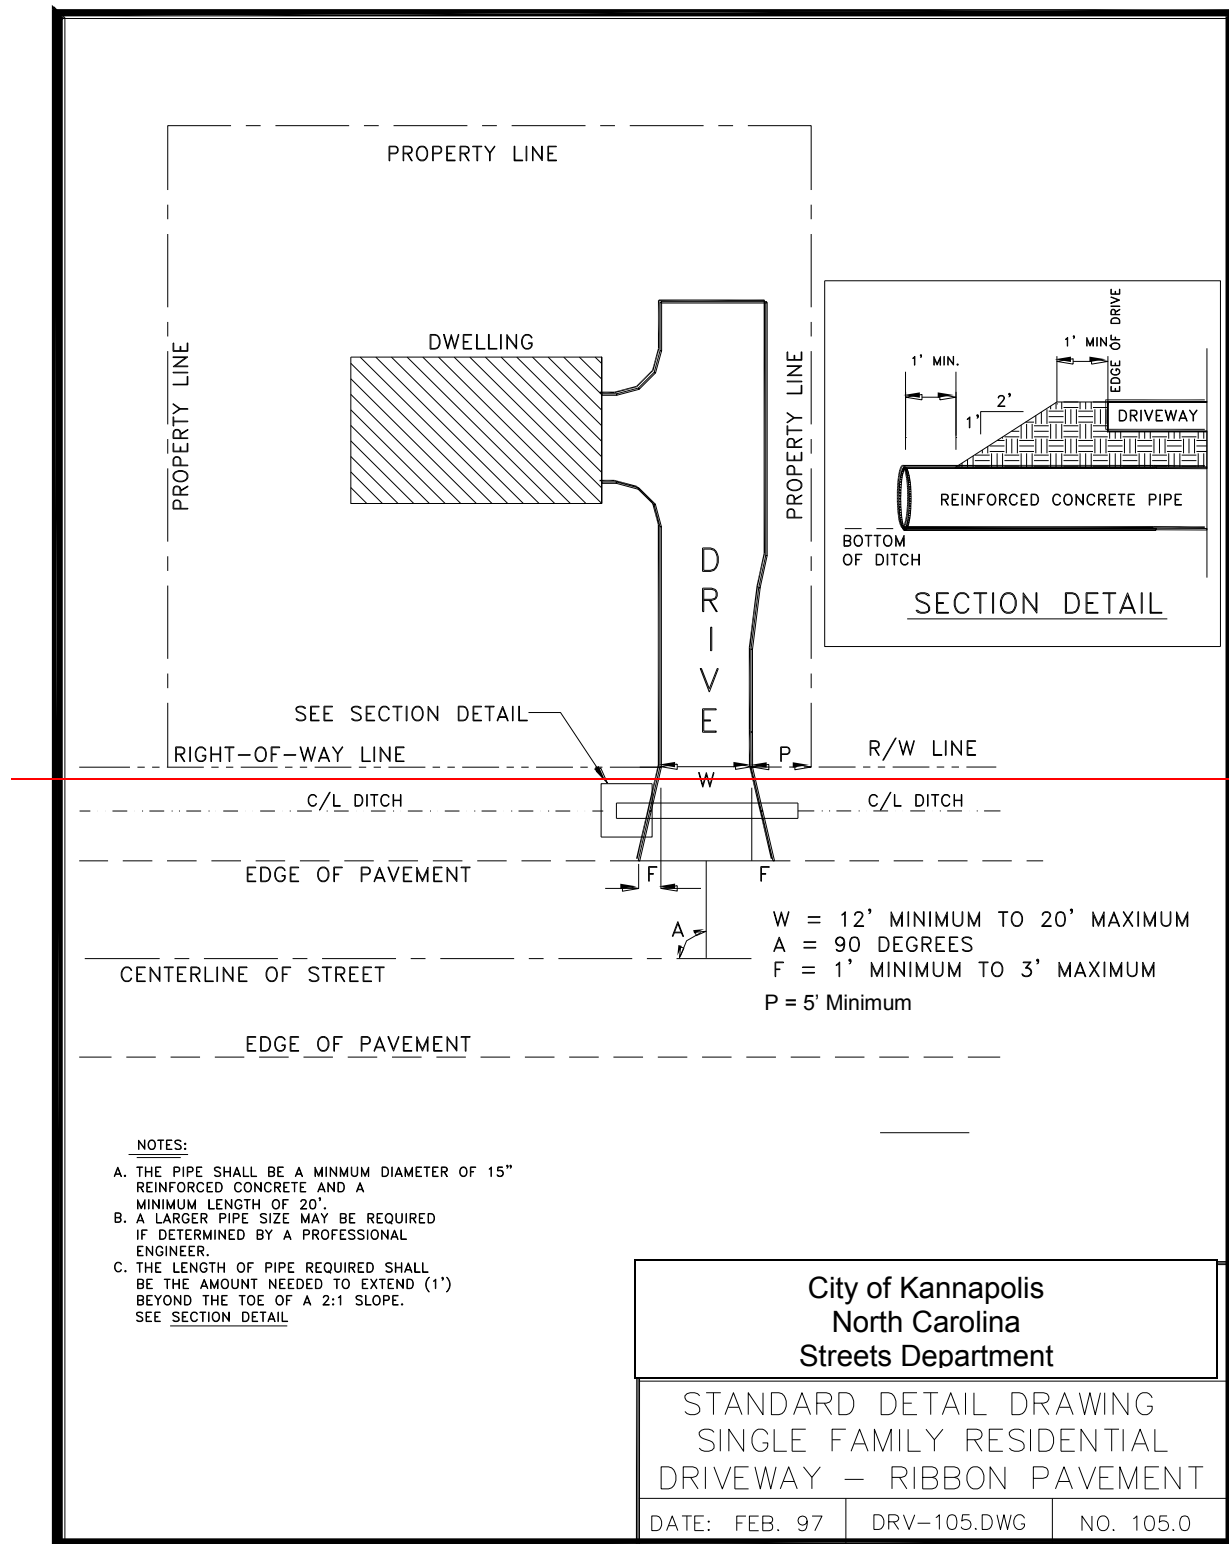 PROPERTY LINE
PROPERTY LINE
DWELLING
PROPERTY LINE
DRIVE
SEE SECTION DETAIL
RIGHT-OF-WAY LINE
P
R/W LINE
W
C/L DITCH
C/L DITCH
EDGE OF PAVEMENT
F
F
A
CENTERLINE OF STREET
EDGE OF PAVEMENT
W = 12' MINIMUM TO 20' MAXIMUM
A = 90 DEGREES
F = 1' MINIMUM TO 3' MAXIMUM
P = 5' Minimum
1' MIN.
1' MIN.
EDGE OF DRIVE
2'
1'
DRIVEWAY
REINFORCED CONCRETE PIPE
BOTTOM
OF DITCH
SECTION DETAIL
NOTES:
A. THE PIPE SHALL BE A MINMUM DIAMETER OF 15"
REINFORCED CONCRETE AND A
MINIMUM LENGTH OF 20'.
B. A LARGER PIPE SIZE MAY BE REQUIRED
IF DETERMINED BY A PROFESSIONAL
ENGINEER.
C. THE LENGTH OF PIPE REQUIRED SHALL
BE THE AMOUNT NEEDED TO EXTEND (1')
BEYOND THE TOE OF A 2:1 SLOPE.
SEE SECTION DETAIL
City of Kannapolis
North Carolina
Streets Department
STANDARD DETAIL DRAWING
SINGLE FAMILY RESIDENTIAL
DRIVEWAY – RIBBON PAVEMENT
DATE: FEB. 97
DRV-105.DWG
NO. 105.0